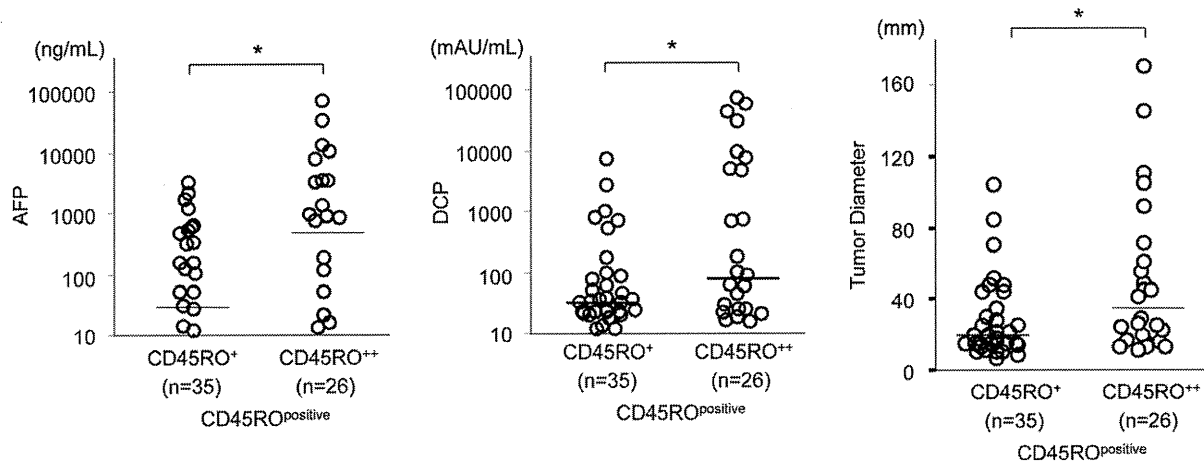 (ng/mL)
*
AFP
100000
10000
1000
100
10
CD45RO⁺
(n=35)
CD45RO⁺⁺
(n=26)
CD45ROᵖᵒˢⁱᵗⁱᵛᵉ
(mAU/mL)
*
DCP
100000
10000
1000
100
10
CD45RO⁺
(n=35)
CD45RO⁺⁺
(n=26)
CD45ROᵖᵒˢⁱᵗⁱᵛᵉ
(mm)
*
Tumor Diameter
160
120
80
40
0
CD45RO⁺
(n=35)
CD45RO⁺⁺
(n=26)
CD45ROᵖᵒˢⁱᵗⁱᵛᵉ